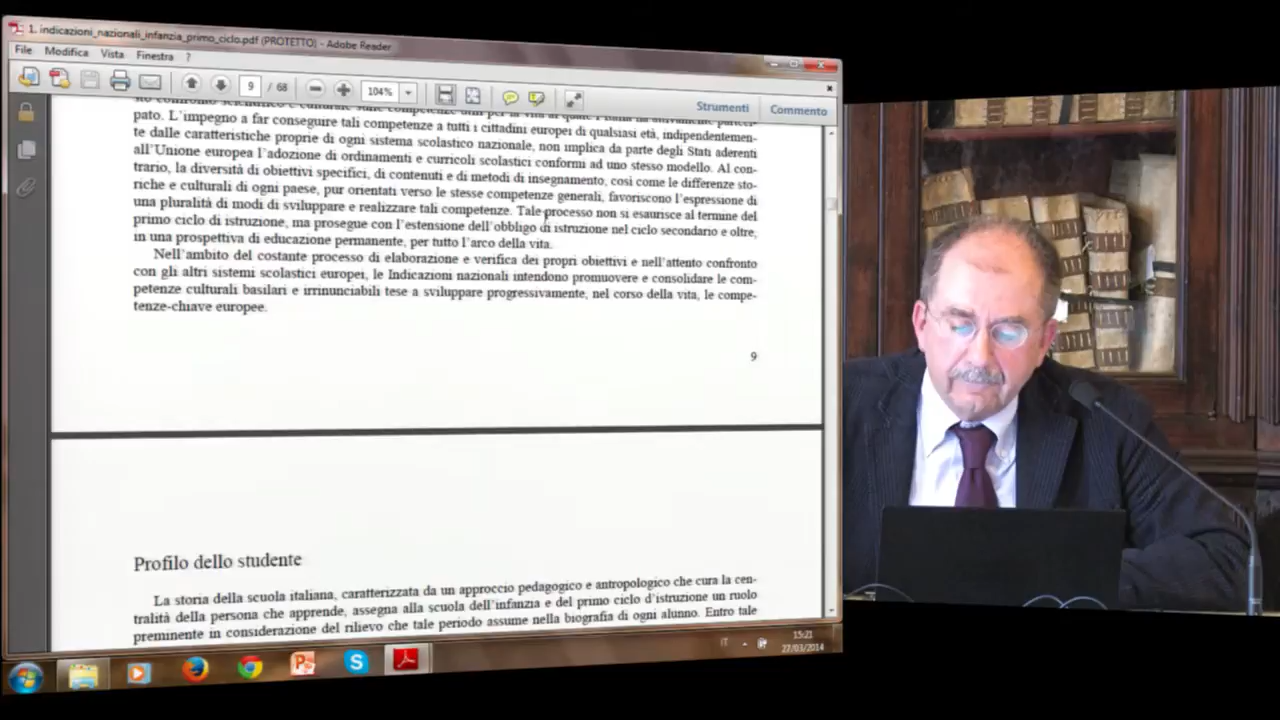 1. indicazioni_nazionali_infanzia_primo_ciclo.pdf (PROTETTO) - Adobe Reader
File Modifica Vista Finestra ?
9 / 68 104% Strumenti Commento
pato. L'impegno a far conseguire tali competenze a tutti i cittadini europei di qualsiasi età, indipendentemen-
te dalle caratteristiche proprie di ogni sistema scolastico nazionale, non implica da parte degli Stati aderenti
all'Unione europea l'adozione di ordinamenti e curricoli scolastici conformi ad uno stesso modello. Al con-
trario, la diversità di obiettivi specifici, di contenuti e di metodi di insegnamento, così come le differenze sto-
riche e culturali di ogni paese, pur orientati verso le stesse competenze generali, favoriscono l'espressione di
una pluralità di modi di sviluppare e realizzare tali competenze. Tale processo non si esaurisce al termine del
primo ciclo di istruzione, ma prosegue con l'estensione dell'obbligo di istruzione nel ciclo secondario e oltre,
in una prospettiva di educazione permanente, per tutto l'arco della vita.
Nell'ambito del costante processo di elaborazione e verifica dei propri obiettivi e nell'attento confronto
con gli altri sistemi scolastici europei, le Indicazioni nazionali intendono promuovere e consolidare le com-
petenze culturali basilari e irrinunciabili tese a sviluppare progressivamente, nel corso della vita, le compe-
tenze-chiave europee.
9
Profilo dello studente
La storia della scuola italiana, caratterizzata da un approccio pedagogico e antropologico che cura la cen-
tralità della persona che apprende, assegna alla scuola dell'infanzia e del primo ciclo d'istruzione un ruolo
preminente in considerazione del rilievo che tale periodo assume nella biografia di ogni alunno. Entro tale
IT
15:21
27/03/2014